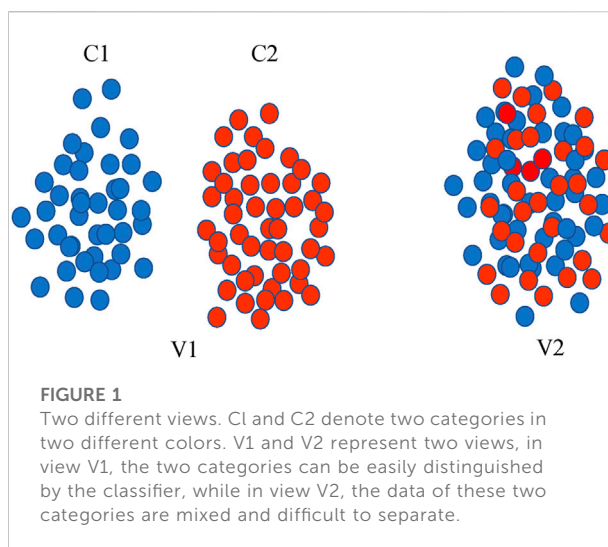 C1 C2
V1 V2
FIGURE 1
Two different views. Cl and C2 denote two categories in
two different colors. V1 and V2 represent two views, in
view V1, the two categories can be easily distinguished
by the classifier, while in view V2, the data of these two
categories are mixed and difficult to separate.